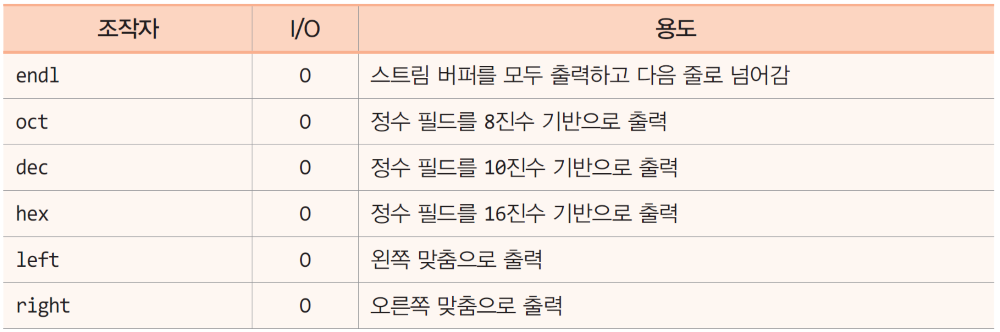 조작자 I/O 용도
endl O 스트림 버퍼를 모두 출력하고 다음 줄로 넘어감
oct O 정수 필드를 8진수 기반으로 출력
dec O 정수 필드를 10진수 기반으로 출력
hex O 정수 필드를 16진수 기반으로 출력
left O 왼쪽 맞춤으로 출력
right O 오른쪽 맞춤으로 출력